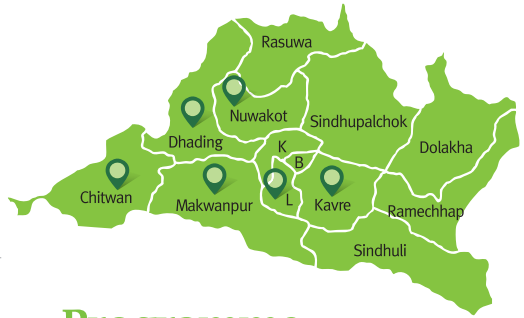 Rasuwa
Nuwakot
Sindhupalchok
Dhading
Dolakha
K
B
Chitwan
Makwanpur
L
Kavre
Ramechhap
Sindhuli